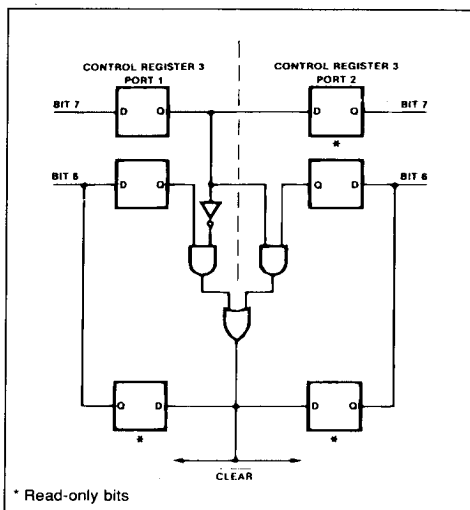 CONTROL REGISTER 3
PORT 1
CONTROL REGISTER 3
PORT 2
BIT 7
D Q
D Q
BIT 7
*
BIT 6
D Q
Q D
BIT 6
Q D
D Q
*
*
CLEAR
* Read-only bits